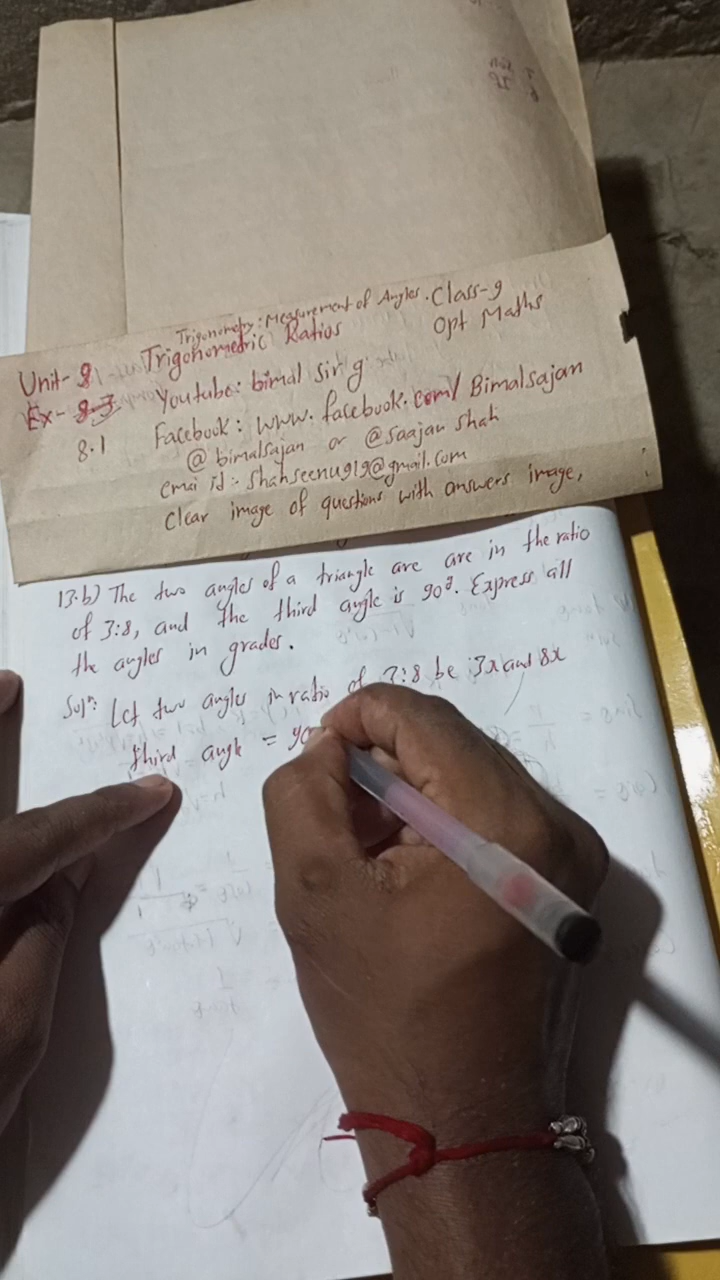 Trigonometry: Measurement of Angles. Class-9
Unit-9 Trigonometric Ratios Opt Maths
Ex- 8.3 Youtube: bimal sir g
8.1 Facebook: www.facebook.com/Bimalsajan
@bimalsajan or @saajan shah
emai id:- shahseenu919@gmail.com
Clear image of questions with answers image,
13.b) The two angles of a triangle are are in the ratio
of 3:8, and the third angle is 90g. Express all
the angles in grades.
Solⁿ: Let two angles in ratio of 3:8 be 3x and 8x
third angle = 90